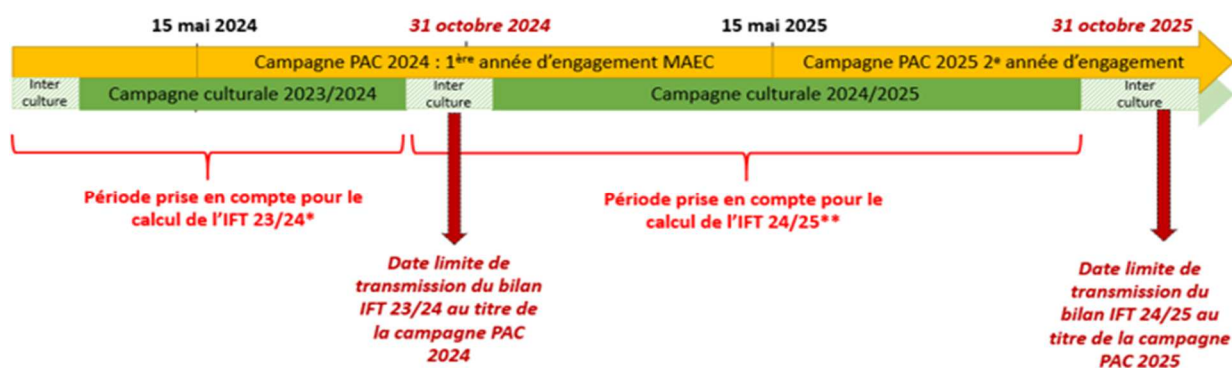 15 mai 2024
31 octobre 2024
15 mai 2025
31 octobre 2025
Campagne PAC 2024 : 1ère année d'engagement MAEC
Campagne PAC 2025 2e année d'engagement
Inter
culture
Campagne culturale 2023/2024
Inter
culture
Campagne culturale 2024/2025
Inter
culture
Période prise en compte pour le
calcul de l'IFT 23/24*
Période prise en compte pour le
calcul de l'IFT 24/25**
Date limite de
transmission du bilan
IFT 23/24 au titre de
la campagne PAC
2024
Date limite de
transmission du
bilan IFT 24/25 au
titre de la campagne
PAC 2025